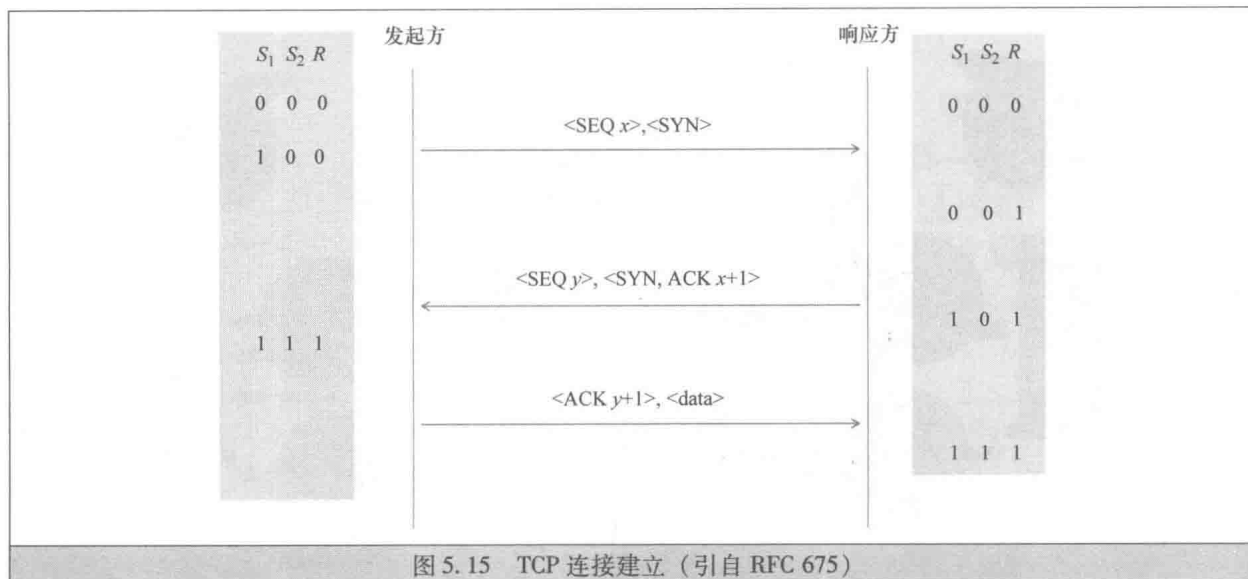 发起方
响应方
S1 S2 R
S1 S2 R
0 0 0
0 0 0
<SEQ x>,<SYN>
1 0 0
0 0 1
<SEQ y>, <SYN, ACK x+1>
1 0 1
1 1 1
<ACK y+1>, <data>
1 1 1
图 5.15 TCP 连接建立（引自 RFC 675）